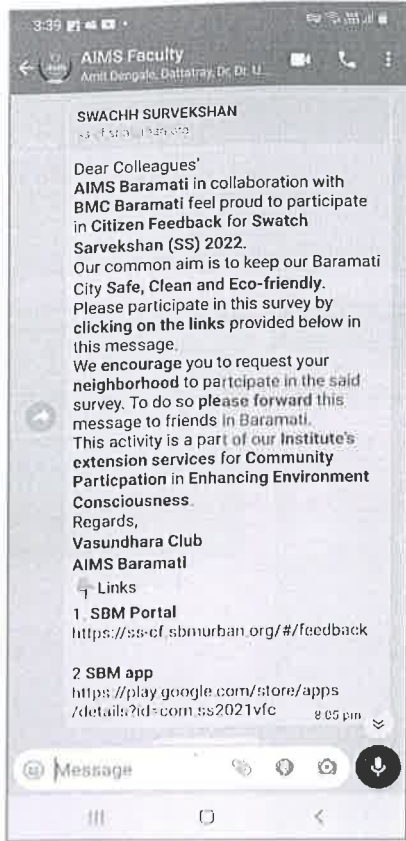 3:39
AIMS Faculty
Amit Dengale, Dattatray, Dr, Dr. U...
SWACHH SURVEKSHAN
Dear Colleagues'
AIMS Baramati in collaboration with
BMC Baramati feel proud to participate
in Citizen Feedback for Swatch
Sarvekshan (SS) 2022.
Our common aim is to keep our Baramati
City Safe, Clean and Eco-friendly.
Please participate in this survey by
clicking on the links provided below in
this message.
We encourage you to request your
neighborhood to partcipate in the said
survey. To do so please forward this
message to friends in Baramati.
This activity is a part of our Institute's
extension services for Community
Particpation in Enhancing Environment
Consciousness.
Regards,
Vasundhara Club
AIMS Baramati
Links
1. SBM Portal
https://ss-cf.sbmurban.org/#/feedback
2 SBM app
https://play.google.com/store/apps
/details?id=com.ss2021vfc
8:05 pm
Message